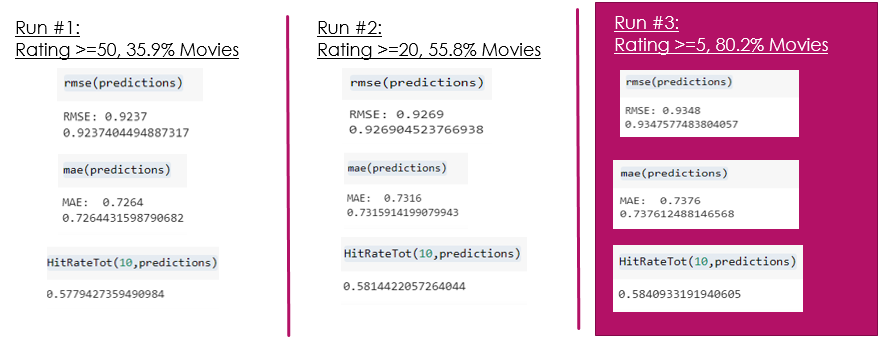 Run #1:
Rating >=50, 35.9% Movies
rmse(predictions)
RMSE: 0.9237
0.9237404494887317
mae(predictions)
MAE:  0.7264
0.7264431598790682
HitRateTot(10,predictions)
0.5779427359490984
Run #2:
Rating >=20, 55.8% Movies
rmse(predictions)
RMSE: 0.9269
0.926904523766938
mae(predictions)
MAE:  0.7316
0.7315914199079943
HitRateTot(10,predictions)
0.5814422057264044
Run #3:
Rating >=5, 80.2% Movies
rmse(predictions)
RMSE: 0.9348
0.9347577483804057
mae(predictions)
MAE:  0.7376
0.737612488146568
HitRateTot(10,predictions)
0.5840933191940605